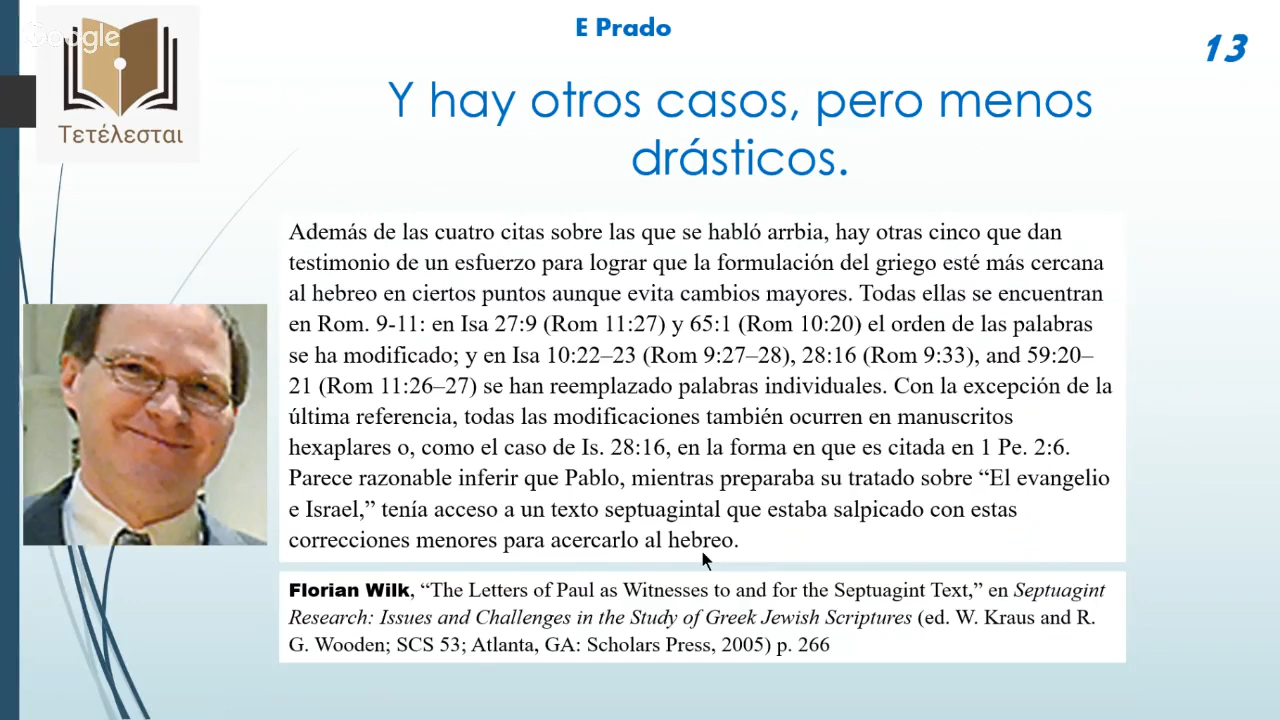 Google
Τετέλεσται
E Prado
13
Y hay otros casos, pero menos
drásticos.
Además de las cuatro citas sobre las que se habló arrbia, hay otras cinco que dan
testimonio de un esfuerzo para lograr que la formulación del griego esté más cercana
al hebreo en ciertos puntos aunque evita cambios mayores. Todas ellas se encuentran
en Rom. 9-11: en Isa 27:9 (Rom 11:27) y 65:1 (Rom 10:20) el orden de las palabras
se ha modificado; y en Isa 10:22–23 (Rom 9:27–28), 28:16 (Rom 9:33), and 59:20–
21 (Rom 11:26–27) se han reemplazado palabras individuales. Con la excepción de la
última referencia, todas las modificaciones también ocurren en manuscritos
hexaplares o, como el caso de Is. 28:16, en la forma en que es citada en 1 Pe. 2:6.
Parece razonable inferir que Pablo, mientras preparaba su tratado sobre “El evangelio
e Israel,” tenía acceso a un texto septuagintal que estaba salpicado con estas
correcciones menores para acercarlo al hebreo.
Florian Wilk, “The Letters of Paul as Witnesses to and for the Septuagint Text,” en Septuagint
Research: Issues and Challenges in the Study of Greek Jewish Scriptures (ed. W. Kraus and R.
G. Wooden; SCS 53; Atlanta, GA: Scholars Press, 2005) p. 266